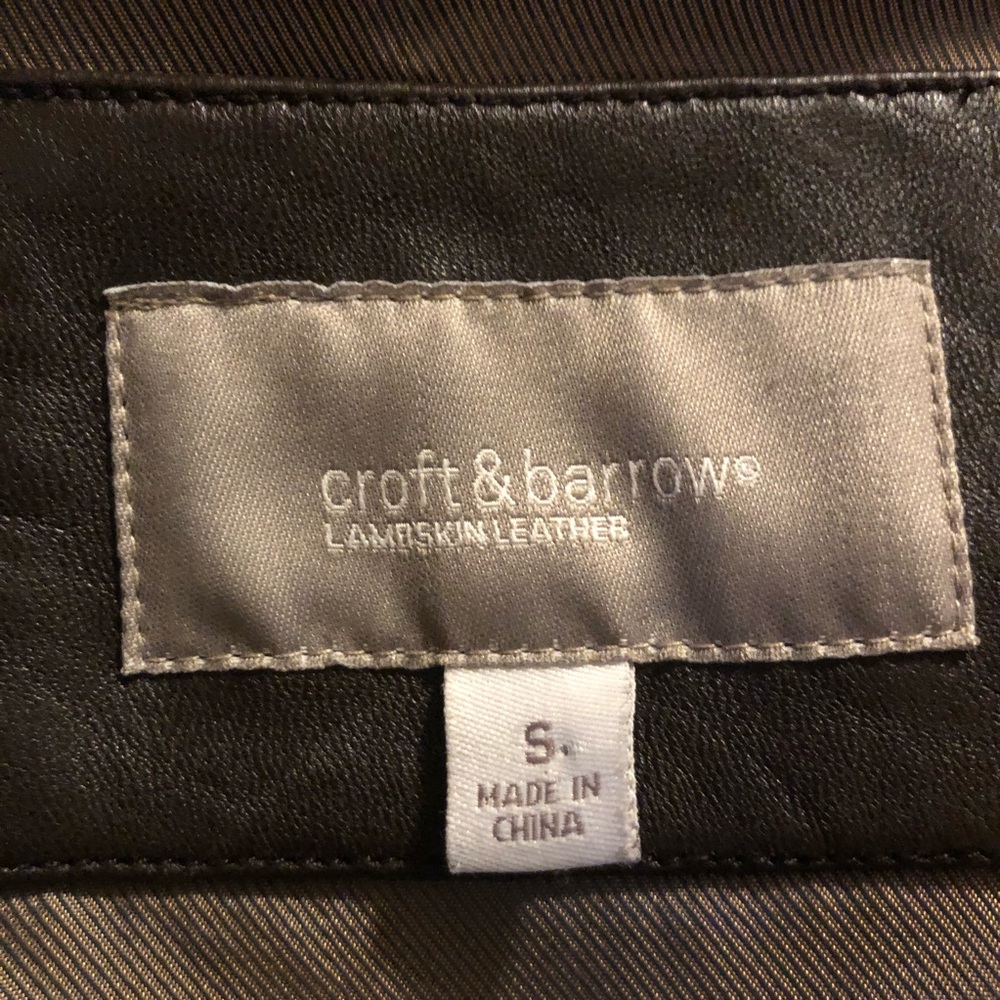 croft & barrow®
LAMBSKIN LEATHER
S.
MADE IN
CHINA